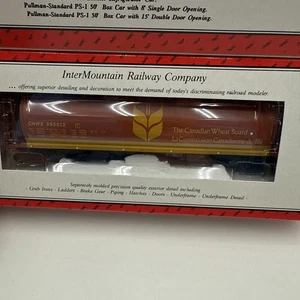 Pullman-Standard PS-1 50' Box Car with 8' Single Door Opening.
Pullman-Standard PS-1 50' Box Car with 15' Double Door Opening.
InterMountain Railway Company
... offering superior detailing and decoration to meet the demand of today's discriminating railroad modeler
The Canadian Wheat Board
Separately molded precision quality exterior detail including
- Grab Irons - Ladders - Brake Gear - Piping - Hatches - Doors - Underframe - Underframe Detail -